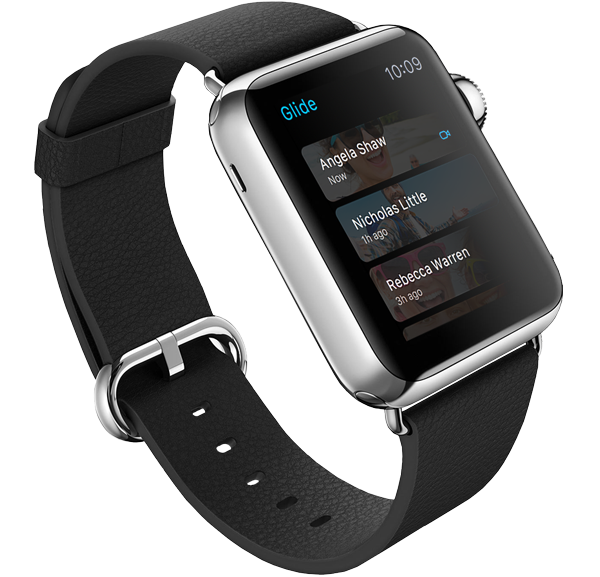 Glide
10:09
Angela Shaw
Now
Nicholas Little
1h ago
Rebecca Warren
3h ago